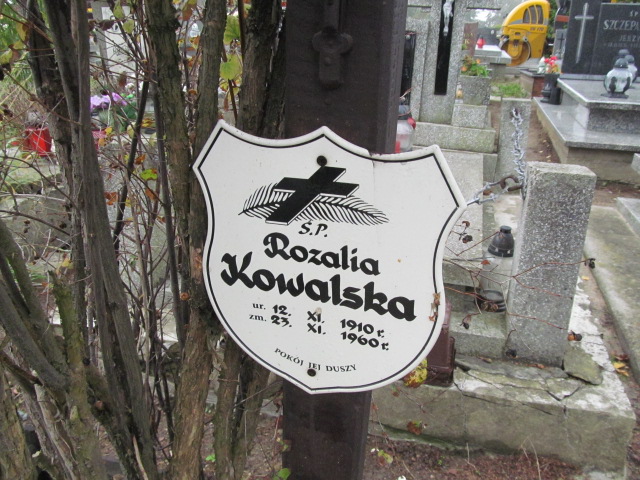 Ś.P.
Rozalia
Kowalska
ur. 12. XI. 1910 r.
zm. 23. XI. 1960 r.
POKÓJ JEJ DUSZY